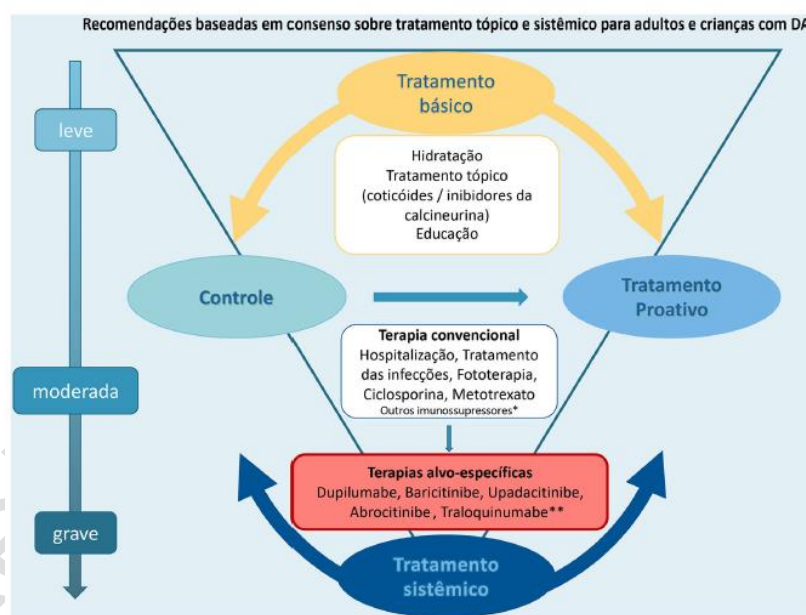 Recomendações baseadas em consenso sobre tratamento tópico e sistêmico para adultos e crianças com DA
Tratamento
básico
leve
Hidratação
Tratamento tópico
(coticóides / inibidores da
calcineurina)
Educação
Controle
Tratamento
Proativo
Terapia convencional
Hospitalização, Tratamento
das infecções, Fototerapia,
Ciclosporina, Metotrexato
Outros imunossupressores*
moderada
Terapias alvo-específicas
Dupilumabe, Baricitinibe, Upadacitinibe,
Abrocitinibe , Traloquinumabe**
grave
Tratamento
sistêmico